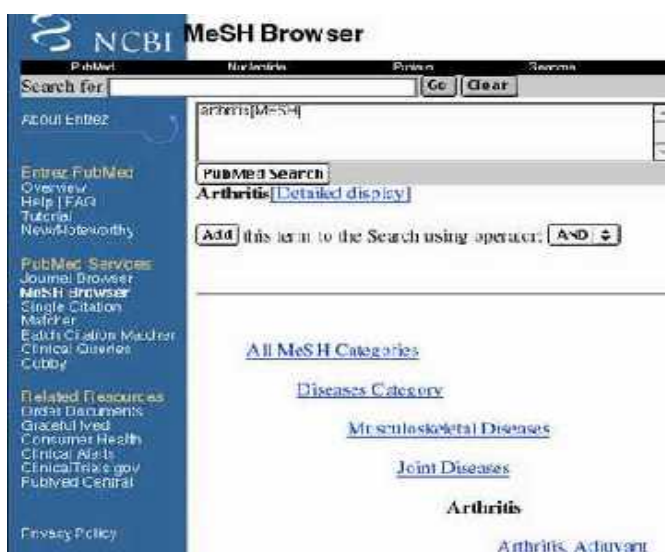 NCBI
MeSH Browser
PubMed Nucleotide Protein Genome
Search for Go Clear
About Entrez
arthritis[MESH]
Entrez PubMed
Overview
Help | FAQ
Tutorial
New/Noteworthy
PubMed Search
Arthritis[Detailed display]
Add this term to the Search using operator: AND
PubMed Services
Journal Browser
MeSH Browser
Single Citation
Matcher
Batch Citation Matcher
Clinical Queries
Cubby
All MeSH Categories
Diseases Category
Musculoskeletal Diseases
Joint Diseases
Arthritis
Arthritis, Adjuvant
Related Resources
Order Documents
Grateful Med
Consumer Health
Clinical Alerts
ClinicalTrials.gov
PubMed Central
Privacy Policy